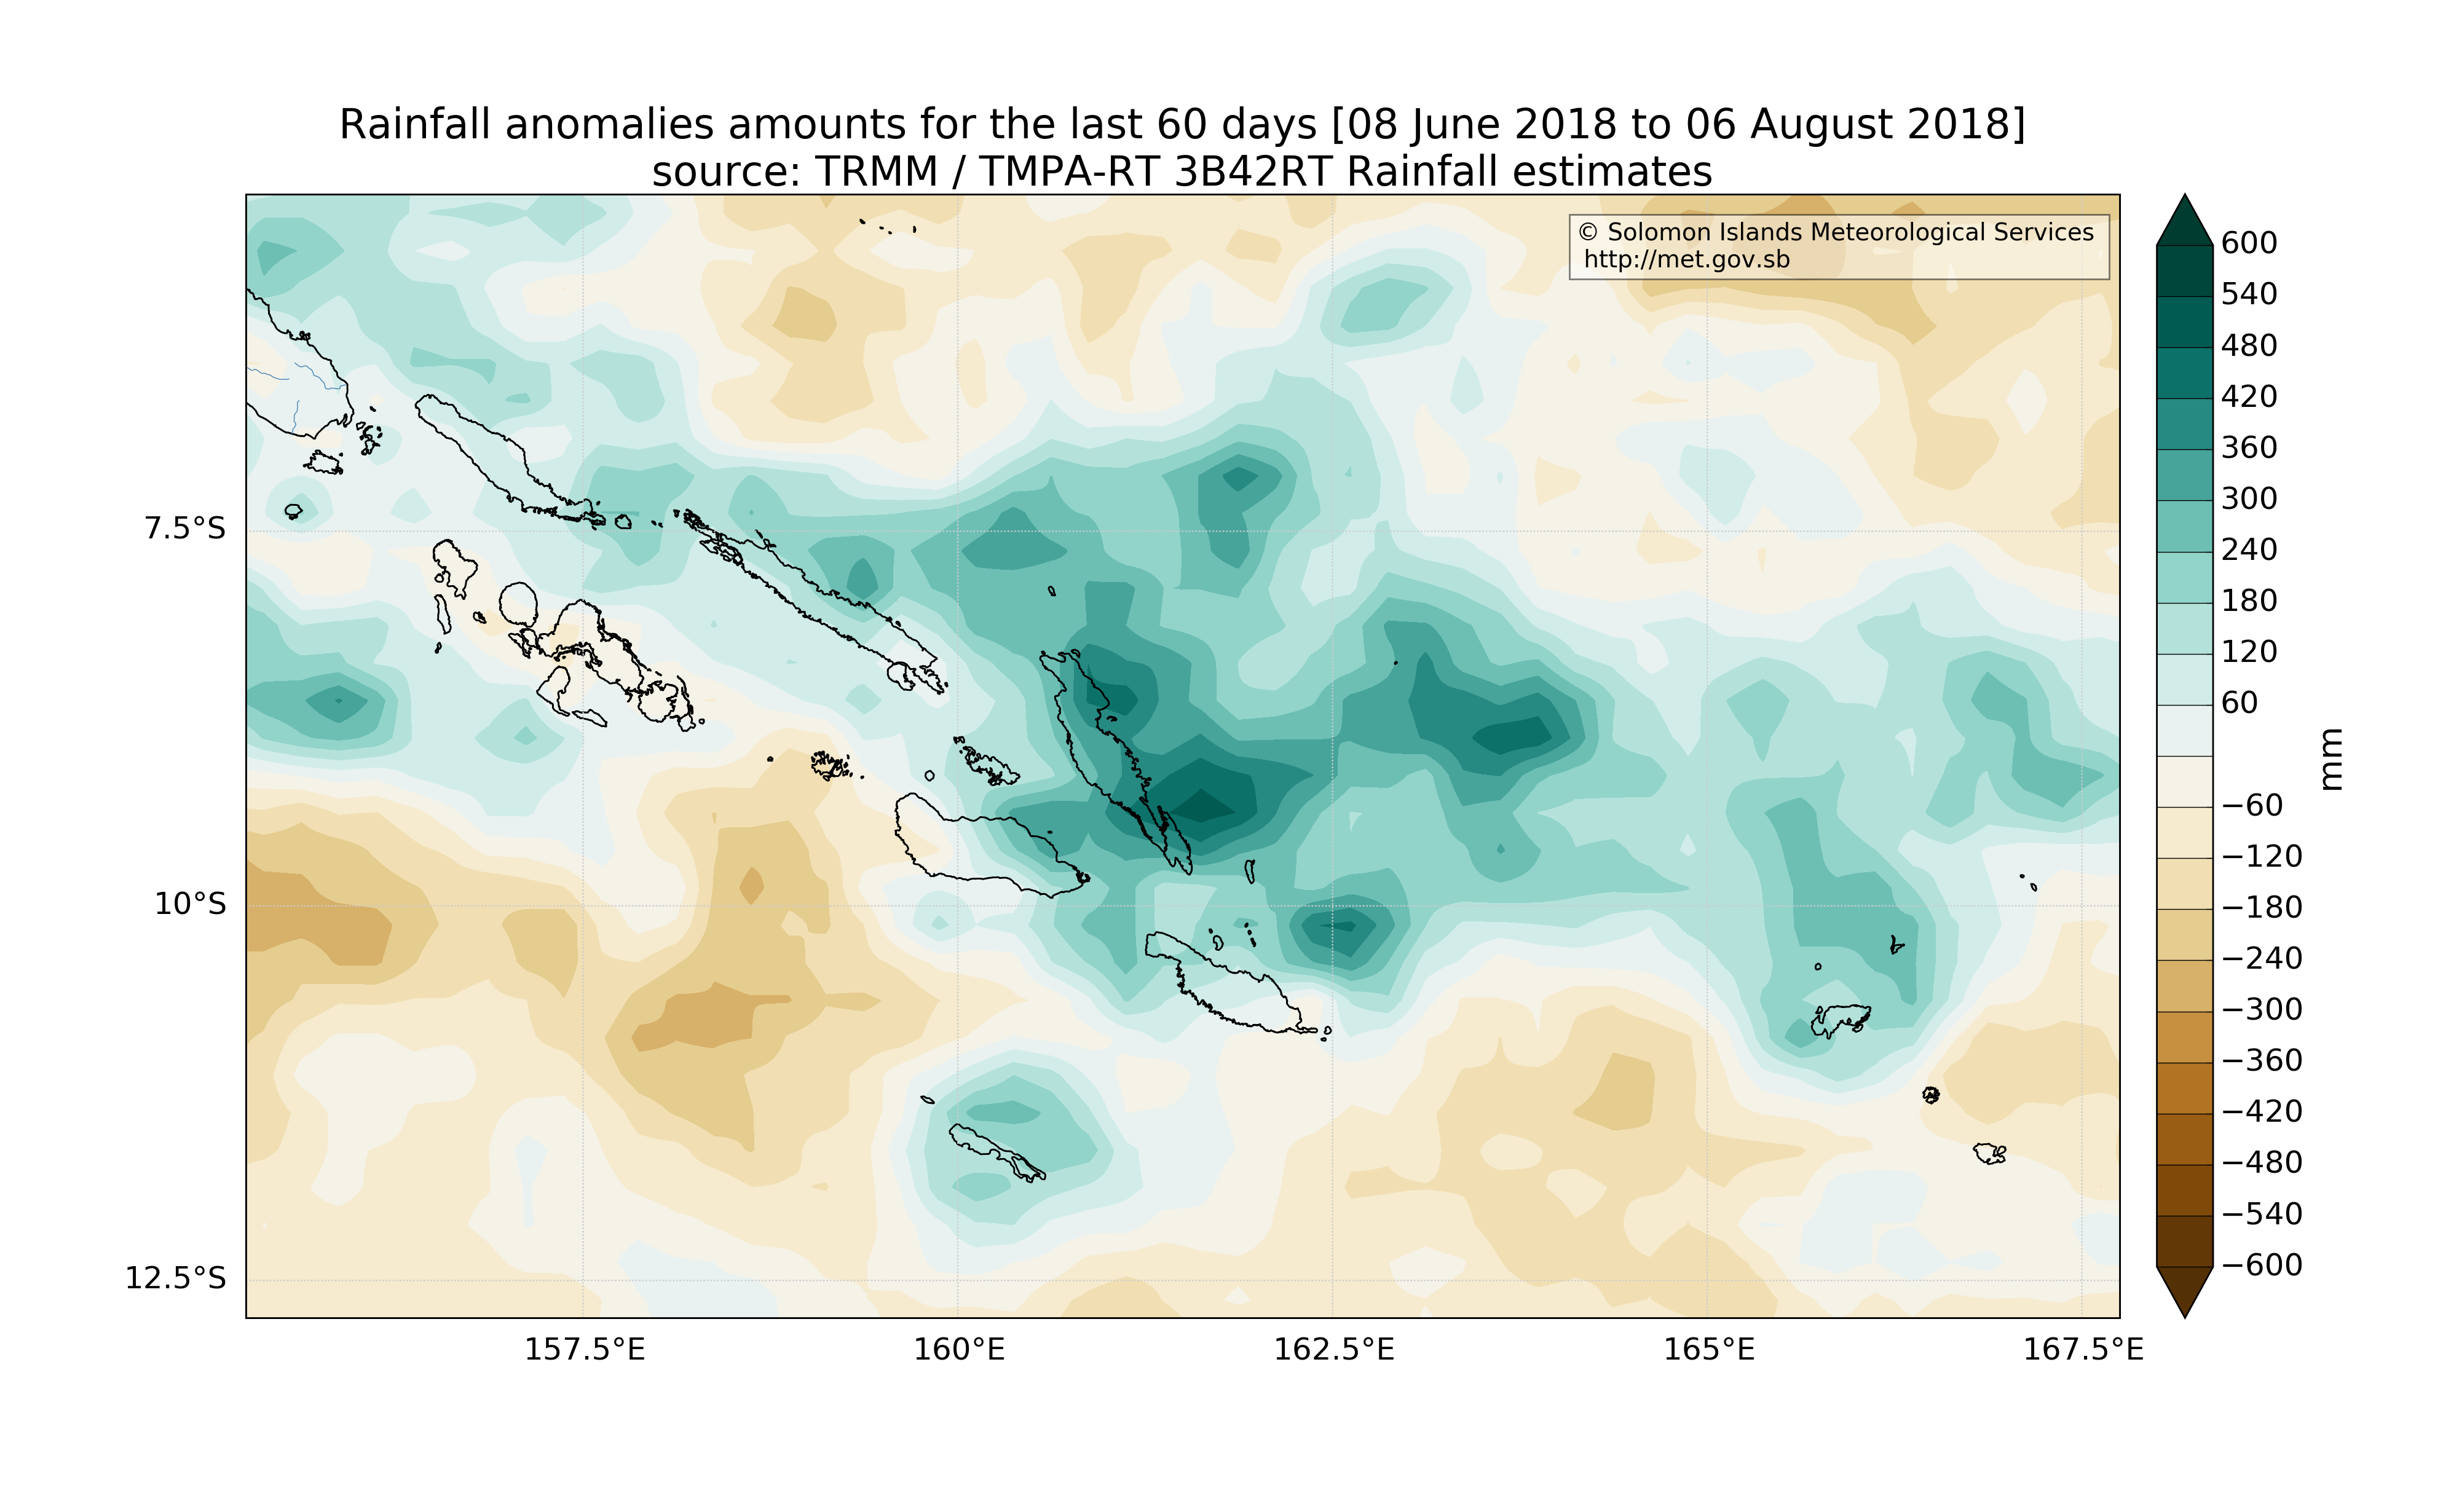 Rainfall anomalies amounts for the last 60 days [08 June 2018 to 06 August 2018]
source: TRMM / TMPA-RT 3B42RT Rainfall estimates
© Solomon Islands Meteorological Services
http://met.gov.sb
7.5°S
10°S
12.5°S
157.5°E
160°E
162.5°E
165°E
167.5°E
600
540
480
420
360
300
240
180
120
60
−60
−120
−180
−240
−300
−360
−420
−480
−540
−600
mm